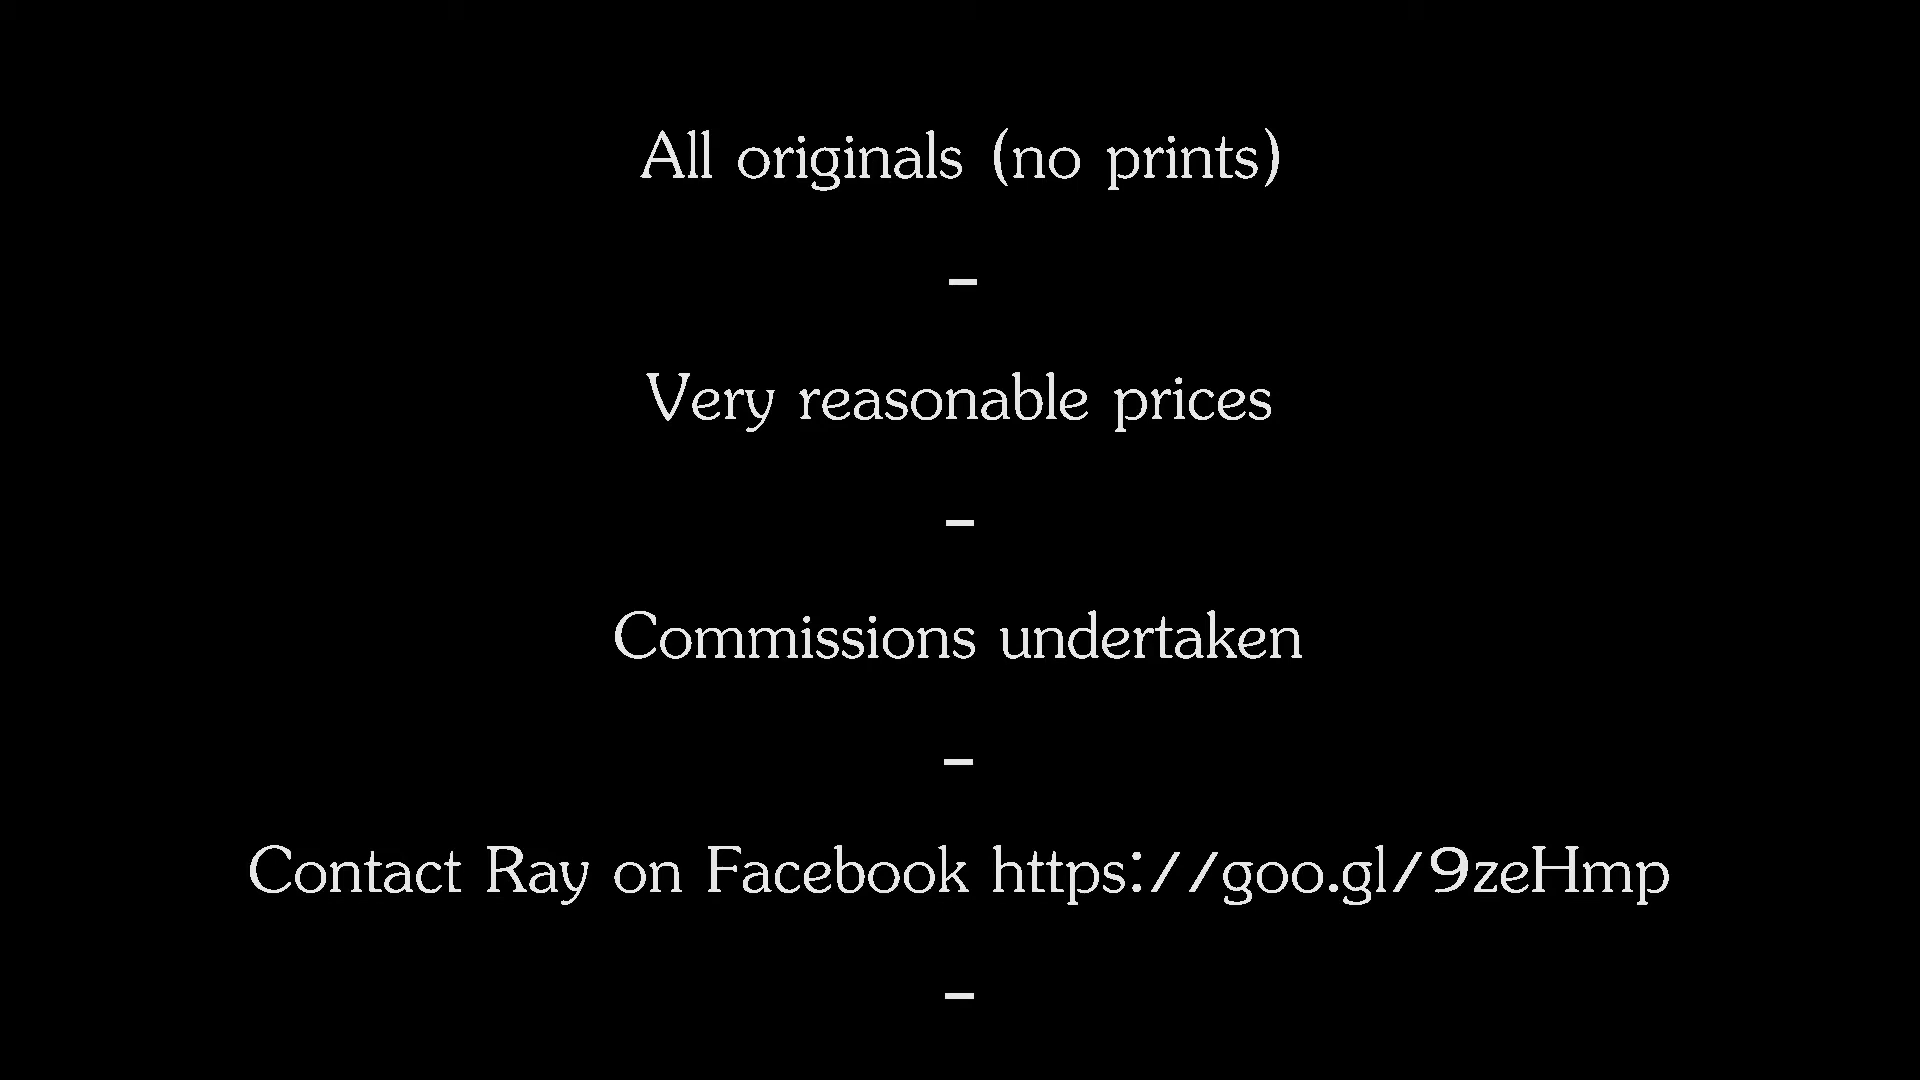 All originals (no prints)
-
Very reasonable prices
-
Commissions undertaken
-
Contact Ray on Facebook https://goo.gl/9zeHmp
-